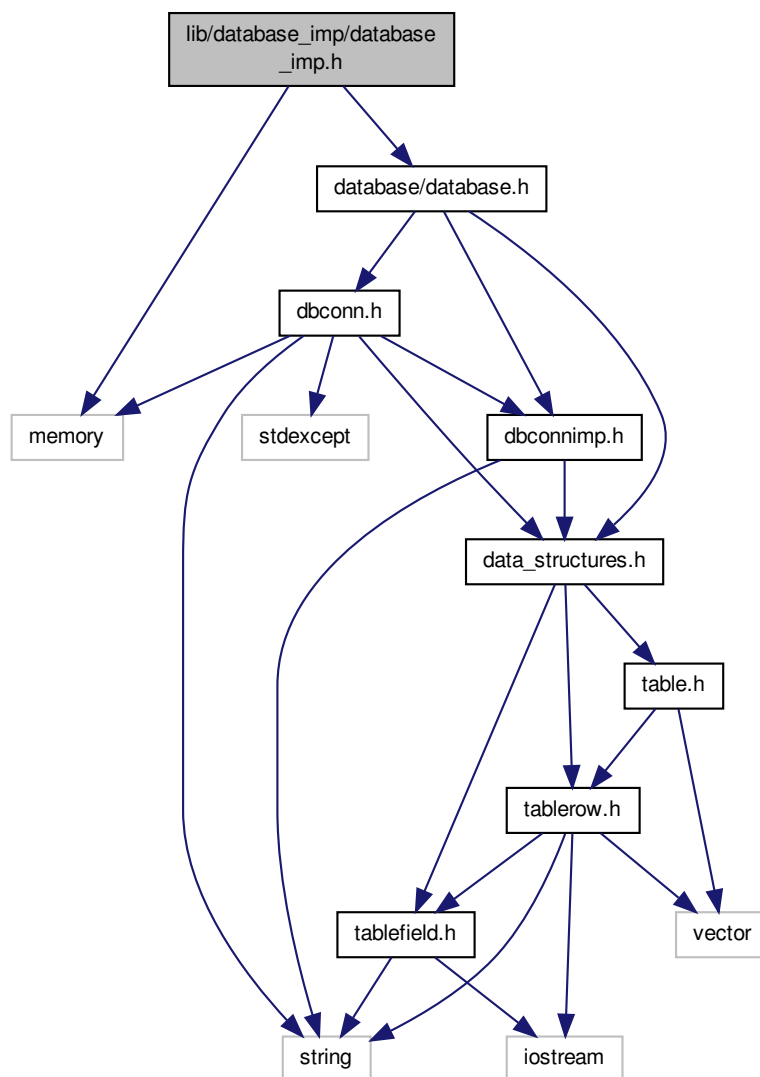 lib/database_imp/database
_imp.h
database/database.h
dbconn.h
memory
stdexcept
dbconnimp.h
data_structures.h
table.h
tablerow.h
tablefield.h
vector
string
iostream